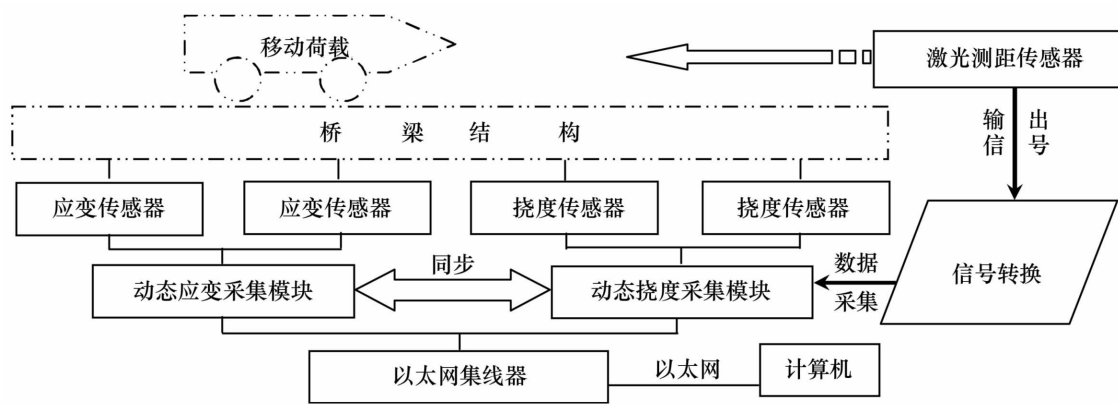 移动荷载
激光测距传感器
输出
信号
桥梁结构
应变传感器
应变传感器
挠度传感器
挠度传感器
同步
数据
采集
信号转换
动态应变采集模块
动态挠度采集模块
以太网集线器
以太网
计算机